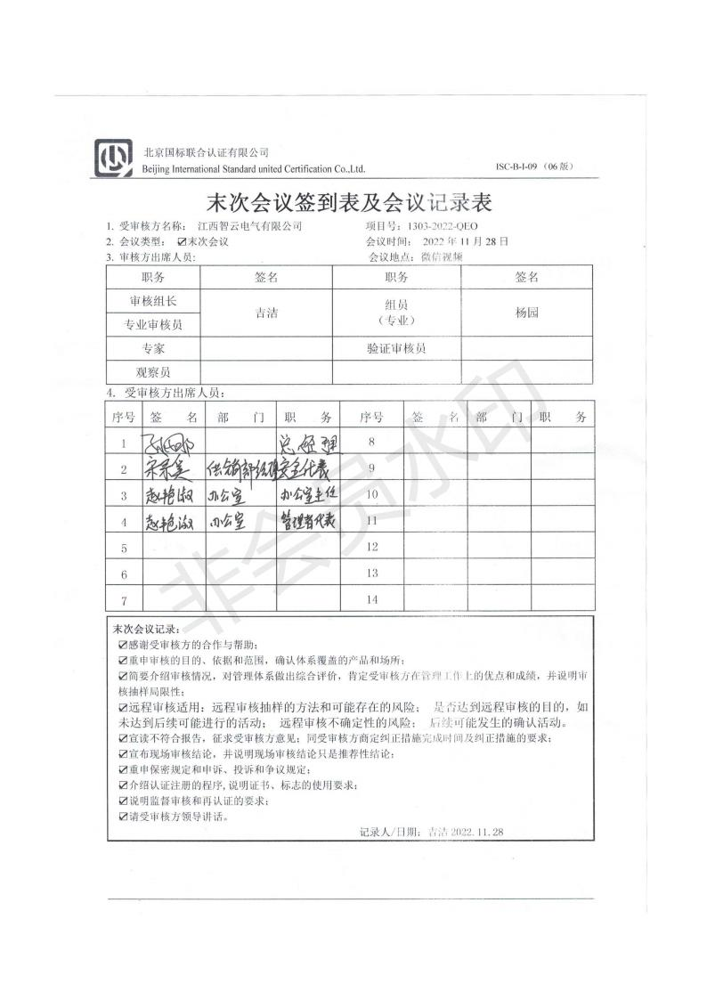 北京国标联合认证有限公司
Beijing International Standard united Certification Co.,Ltd.
ISC-B-I-09（06版）
末次会议签到表及会议记录表
1. 受审核方名称： 江西智云电气有限公司 项目号：1303-2022-QEO
2. 会议类型： ☑末次会议 会议时间： 2022 年 11 月 28 日
3. 审核方出席人员: 会议地点：微信视频
职务 签名 职务 签名
审核组长 吉洁 组员（专业） 杨园
专业审核员
专家 验证审核员
观察员
4. 受审核方出席人员：
序号 签 名 部 门 职 务 序号 签 名 部 门 职 务
1 总经理 8
2 供销部经理 安全代表 9
3 赵艳淑 办公室 办公室主任 10
4 赵艳淑 办公室 管理者代表 11
5 12
6 13
7 14
末次会议记录：
☑感谢受审核方的合作与帮助；
☑重申审核的目的、依据和范围，确认体系覆盖的产品和场所；
☑简要介绍审核情况，对管理体系做出综合评价，肯定受审核方在管理工作上的优点和成绩，并说明审
核抽样局限性；
☑远程审核适用：远程审核抽样的方法和可能存在的风险； 是否达到远程审核的目的，如
未达到后续可能进行的活动； 远程审核不确定性的风险； 后续可能发生的确认活动。
☑宣读不符合报告，征求受审核方意见；同受审核方商定纠正措施完成时间及纠正措施的要求；
☑宣布现场审核结论，并说明现场审核结论只是推荐性结论；
☑重申保密规定和申诉、投诉和争议规定；
☑介绍认证注册的程序,说明证书、标志的使用要求；
☑说明监督审核和再认证的要求；
☑请受审核方领导讲话。
记录人/日期：吉洁 2022.11.28
非会员水印